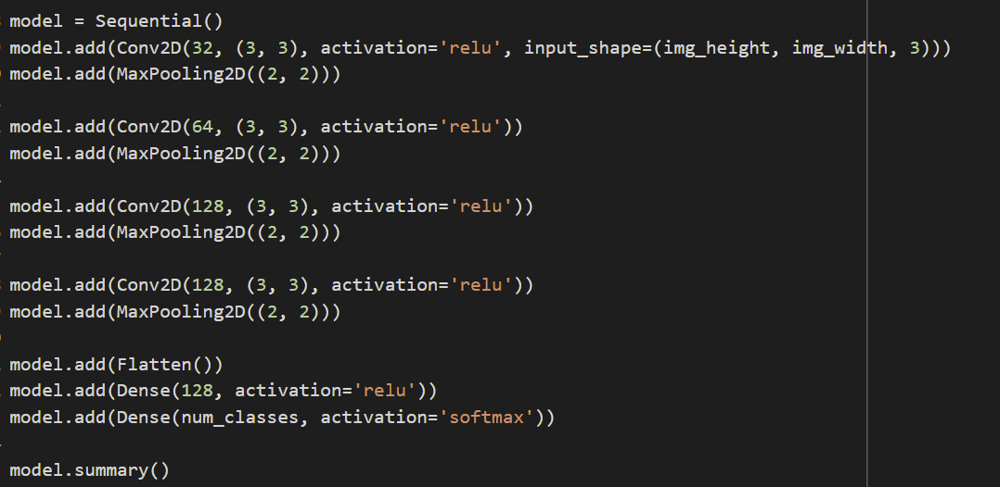 model = Sequential()
model.add(Conv2D(32, (3, 3), activation='relu', input_shape=(img_height, img_width, 3)))
model.add(MaxPooling2D((2, 2)))
model.add(Conv2D(64, (3, 3), activation='relu'))
model.add(MaxPooling2D((2, 2)))
model.add(Conv2D(128, (3, 3), activation='relu'))
model.add(MaxPooling2D((2, 2)))
model.add(Conv2D(128, (3, 3), activation='relu'))
model.add(MaxPooling2D((2, 2)))
model.add(Flatten())
model.add(Dense(128, activation='relu'))
model.add(Dense(num_classes, activation='softmax'))
model.summary()